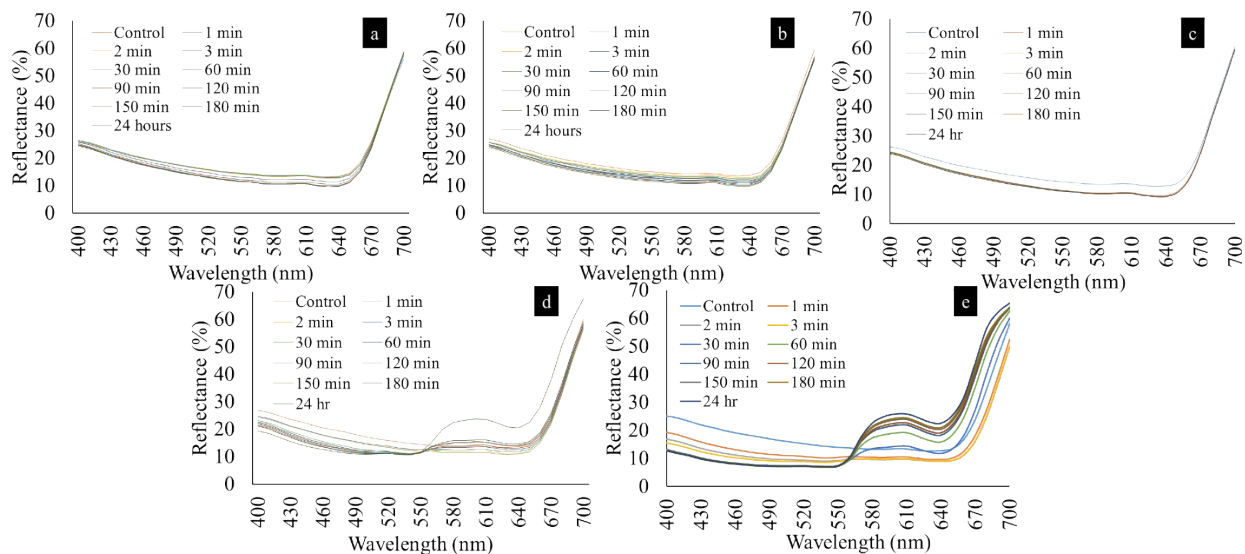 70
60
50
40
30
20
10
0
Reflectance (%)
Control 1 min
2 min 3 min
30 min 60 min
90 min 120 min
150 min 180 min
24 hours
a
400 430 460 490 520 550 580 610 640 670 700
Wavelength (nm)
70
60
50
40
30
20
10
0
Reflectance (%)
Control 1 min
2 min 3 min
30 min 60 min
90 min 120 min
150 min 180 min
24 hours
b
400 430 460 490 520 550 580 610 640 670 700
Wavelength (nm)
70
60
50
40
30
20
10
0
Reflectance (%)
Control 1 min
2 min 3 min
30 min 60 min
90 min 120 min
150 min 180 min
24 hr
c
400 430 460 490 520 550 580 610 640 670 700
Wavelength (nm)
70
60
50
40
30
20
10
0
Reflectance (%)
Control 1 min
2 min 3 min
30 min 60 min
90 min 120 min
150 min 180 min
24 hr
d
400 430 460 490 520 550 580 610 640 670 700
Wavelength (nm)
70
60
50
40
30
20
10
0
Reflectance (%)
Control 1 min
2 min 3 min
30 min 60 min
90 min 120 min
150 min 180 min
24 hr
e
400 430 460 490 520 550 580 610 640 670 700
Wavelength (nm)